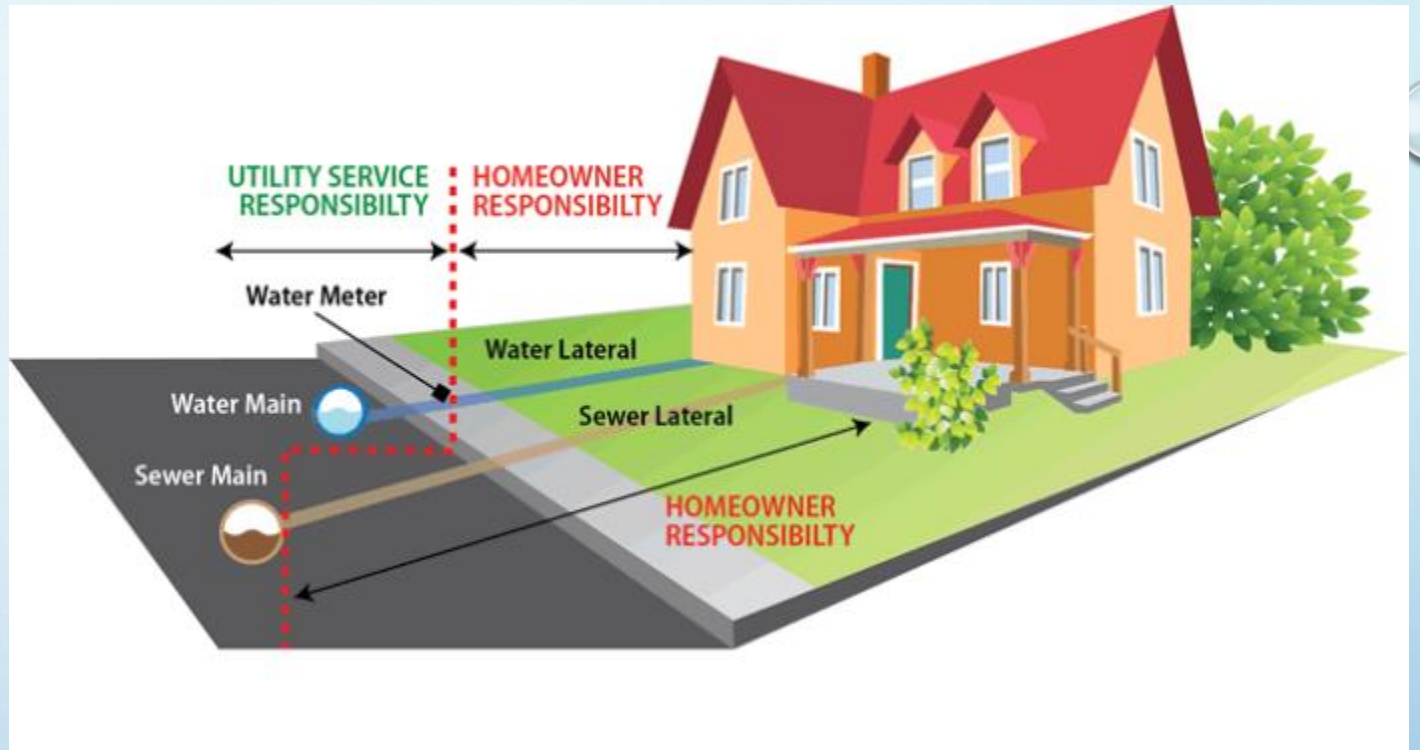 UTILITY SERVICE
RESPONSIBILTY
HOMEOWNER
RESPONSIBILTY
Water Meter
Water Lateral
Water Main
Sewer Lateral
Sewer Main
HOMEOWNER
RESPONSIBILTY